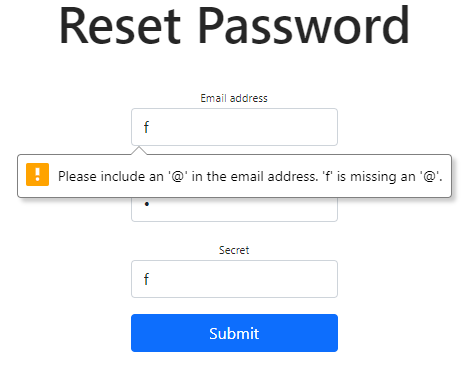 Reset Password
Email address
f
Please include an '@' in the email address. 'f' is missing an '@'.
•
Secret
f
Submit